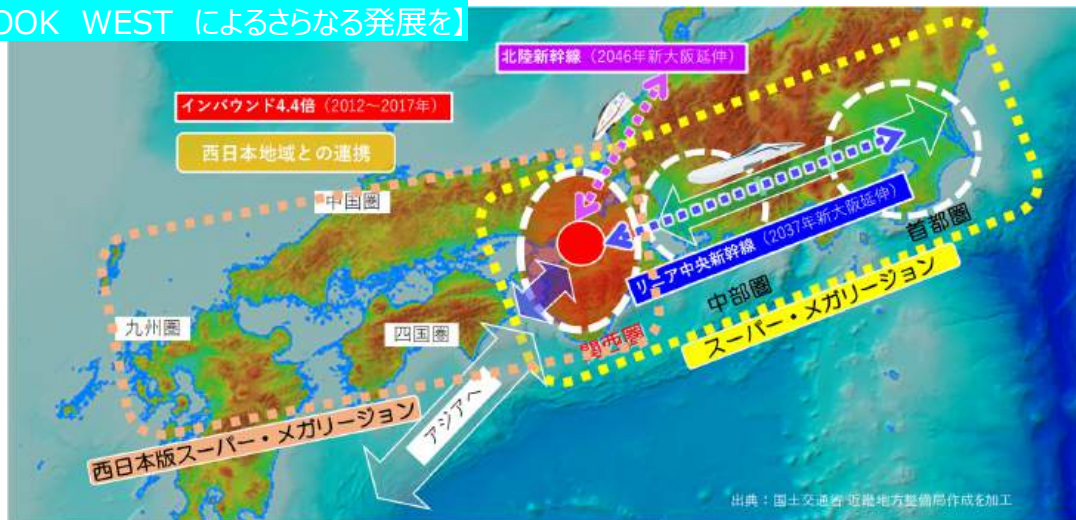 OOK WEST によるさらなる発展を】
北陸新幹線（2046年新大阪延伸）
インバウンド4.4倍（2012～2017年）
西日本地域との連携
中国圏
首都圏
リニア中央新幹線（2037年新大阪延伸）
中部圏
九州圏
四国圏
関西圏
スーパー・メガリージョン
アジアへ
西日本版スーパー・メガリージョン
出典：国土交通省 近畿地方整備局作成を加工